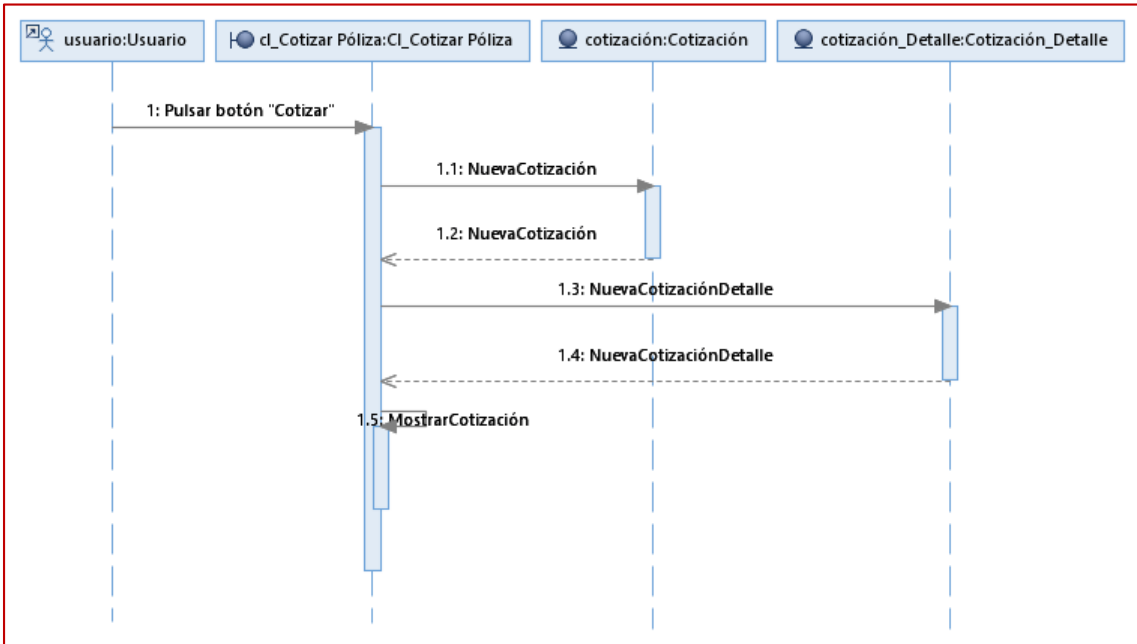 usuario:Usuario
cl_Cotizar Póliza:Cl_Cotizar Póliza
cotización:Cotización
cotización_Detalle:Cotización_Detalle
1: Pulsar botón "Cotizar"
1.1: NuevaCotización
1.2: NuevaCotización
1.3: NuevaCotizaciónDetalle
1.4: NuevaCotizaciónDetalle
1.5: MostrarCotización